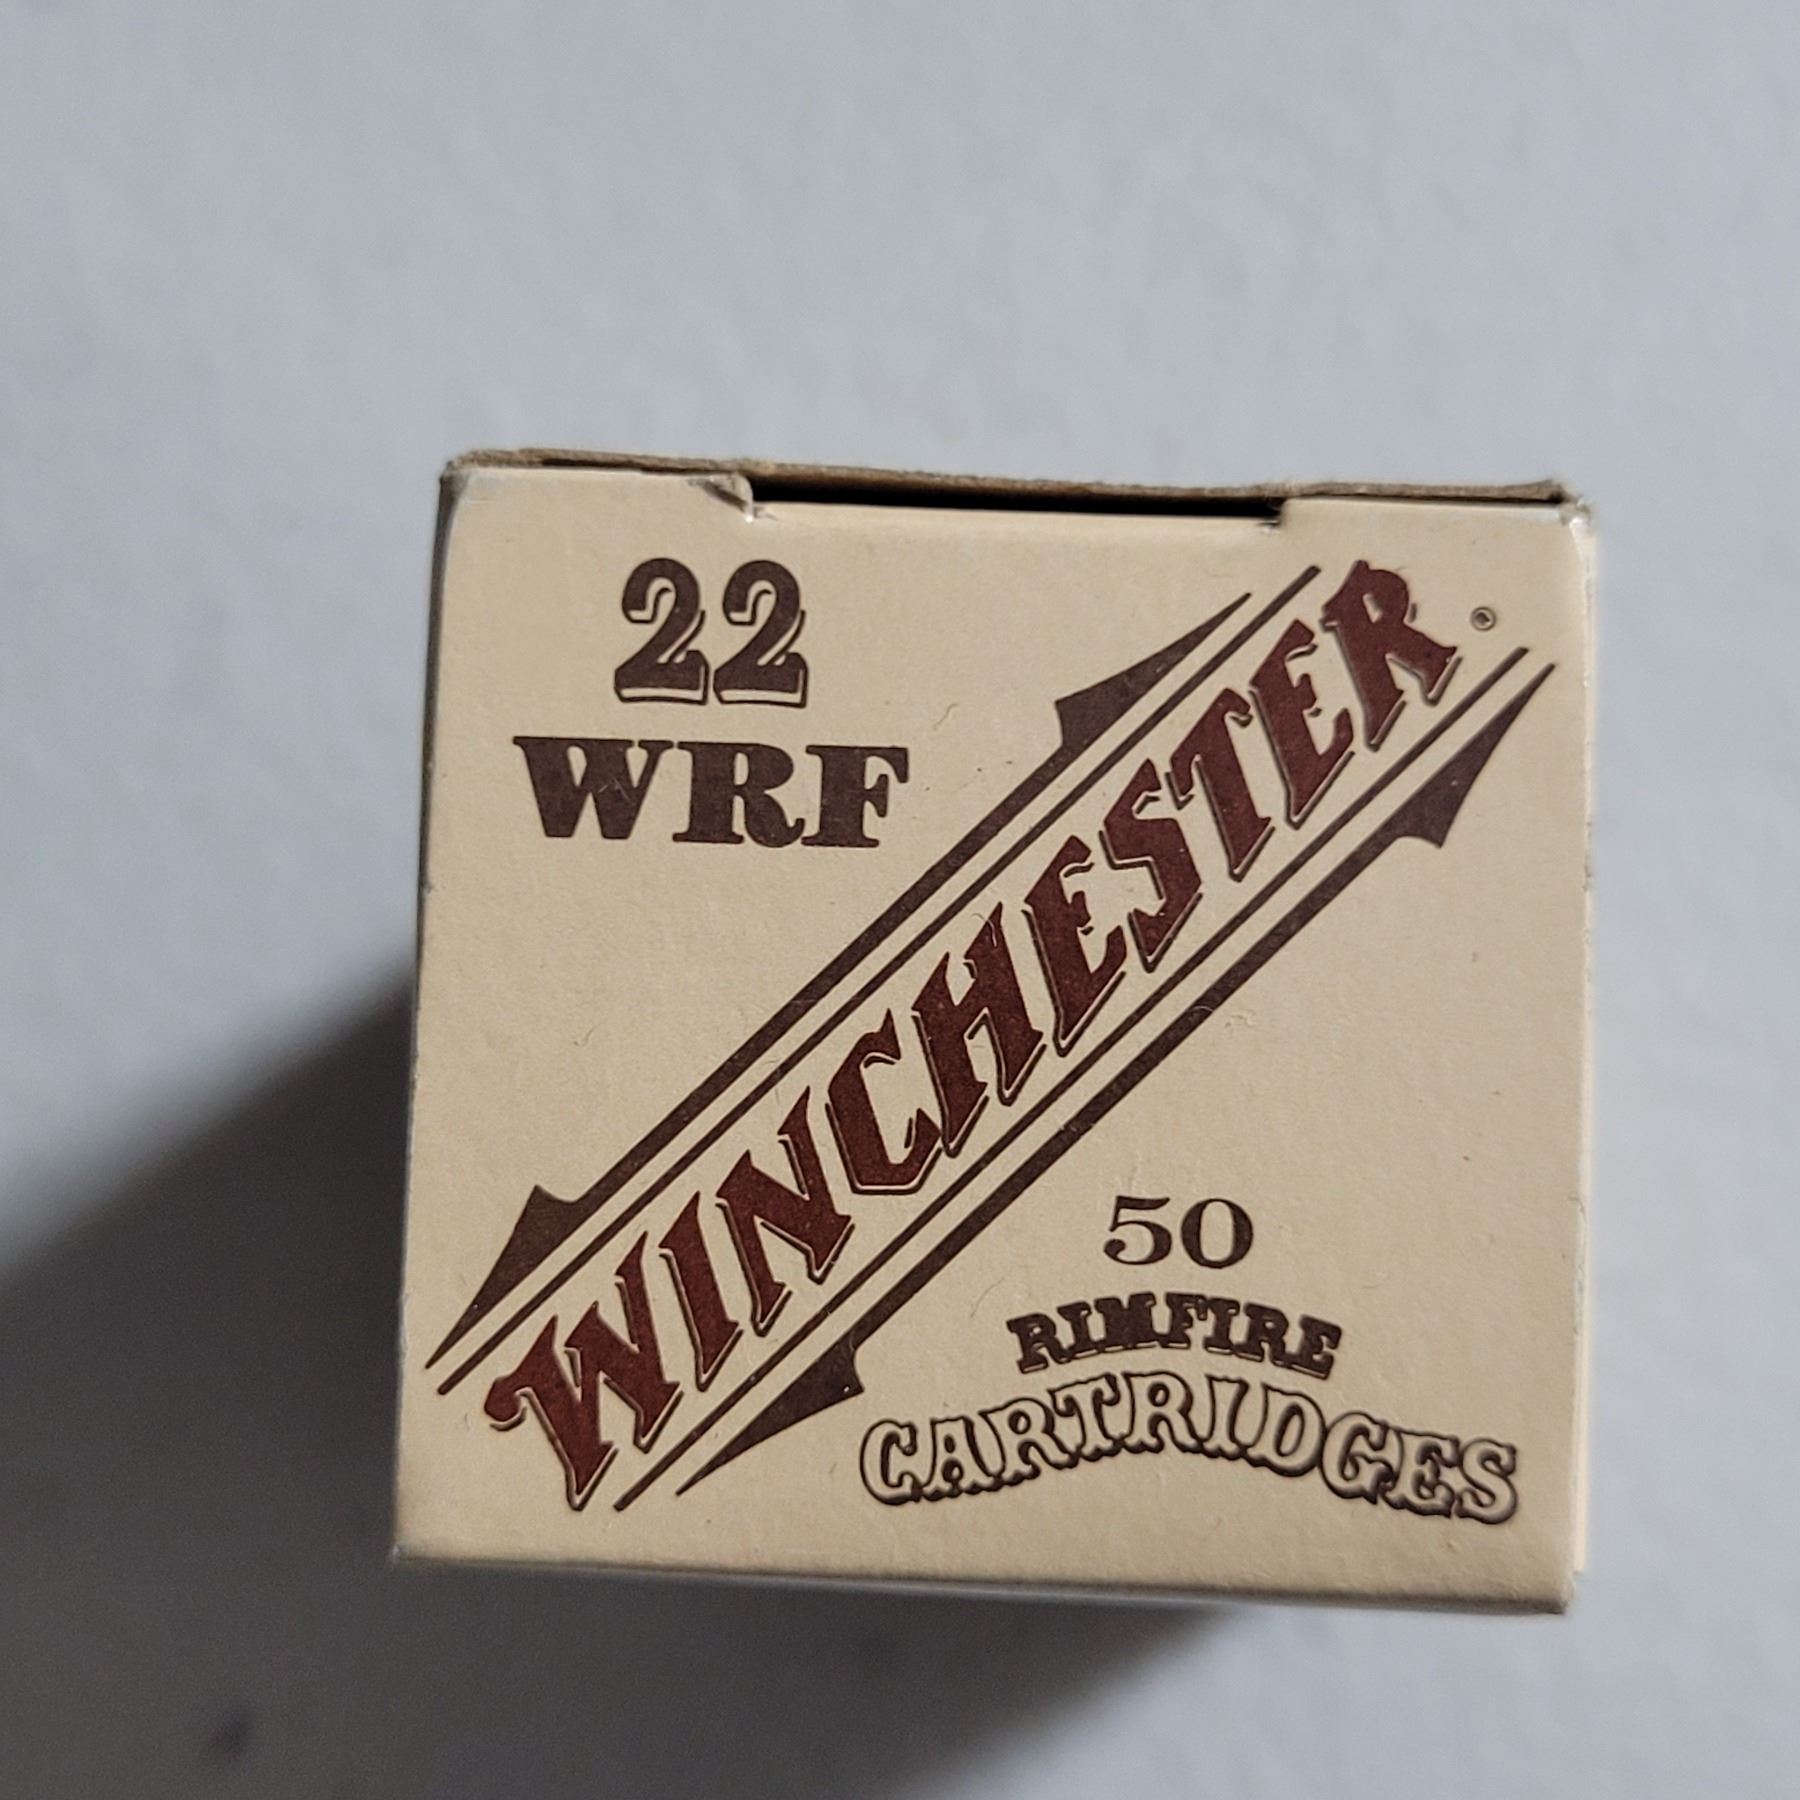 22
WRF
WINCHESTER®
50
RIMFIRE
CARTRIDGES